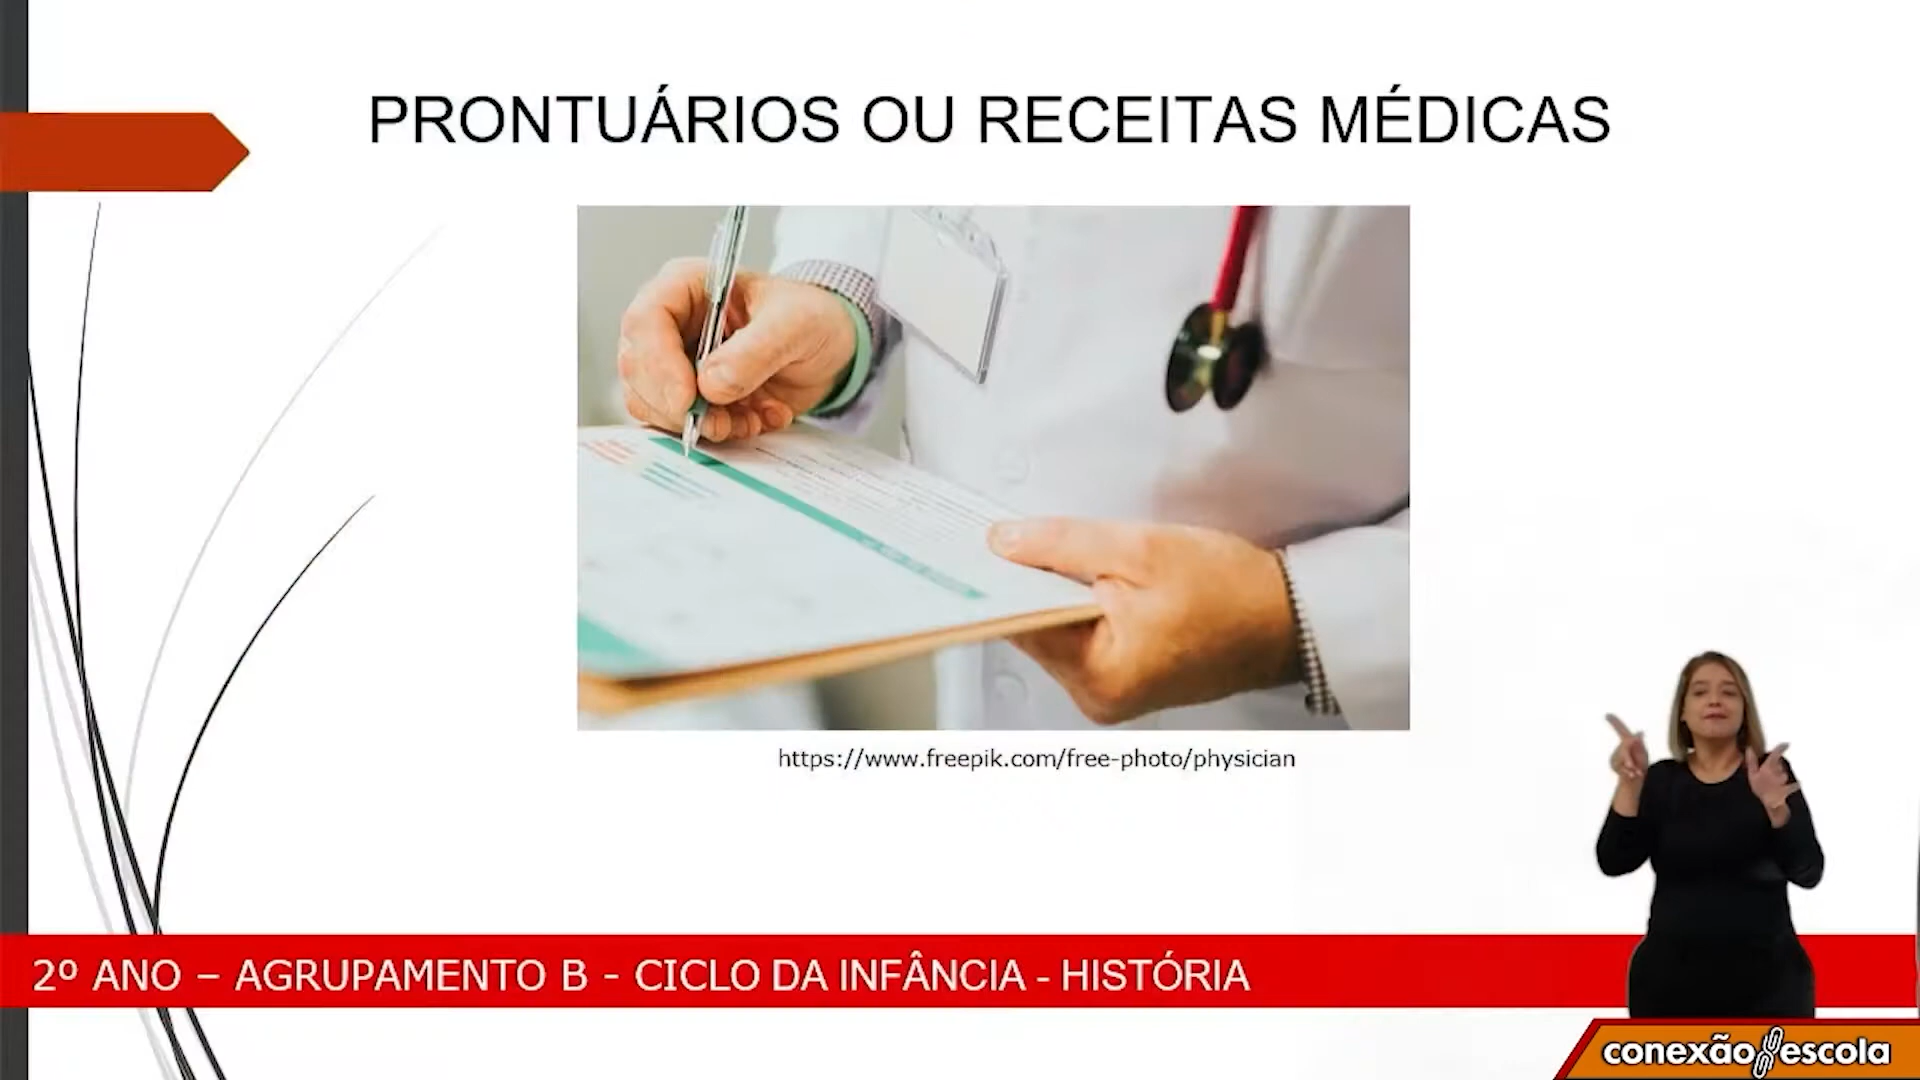 PRONTUÁRIOS OU RECEITAS MÉDICAS
https://www.freepik.com/free-photo/physician
2º ANO – AGRUPAMENTO B - CICLO DA INFÂNCIA - HISTÓRIA
conexão escola